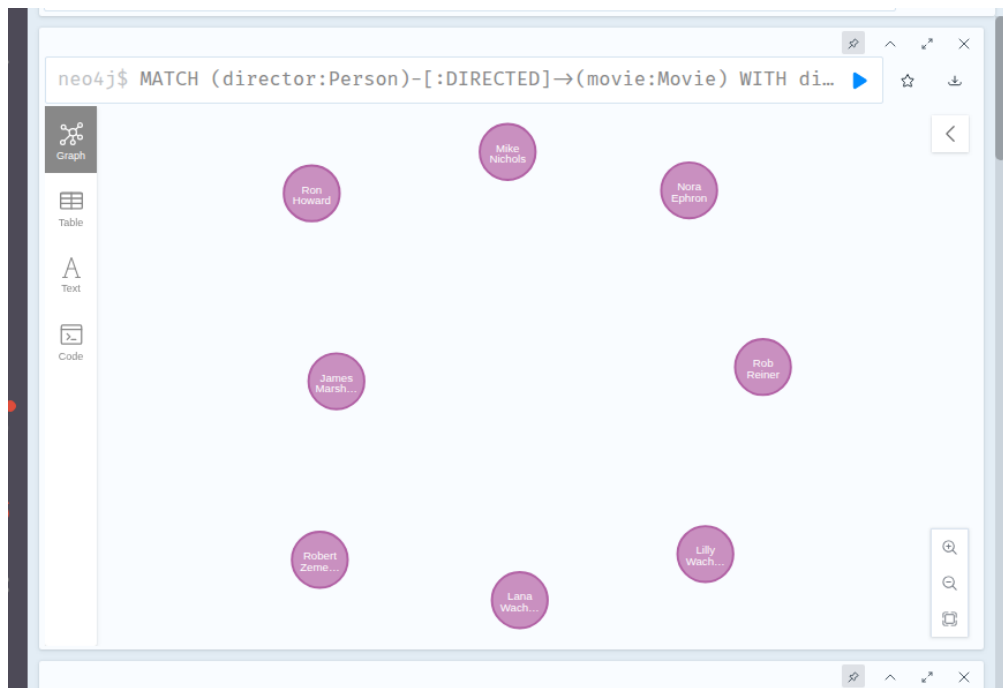 neo4j$ MATCH (director:Person)-[:DIRECTED]→(movie:Movie) WITH di…
Graph
Table
Text
Code
Mike
Nichols
Ron
Howard
Nora
Ephron
James
Marsh…
Rob
Reiner
Robert
Zeme…
Lilly
Wach…
Lana
Wach…